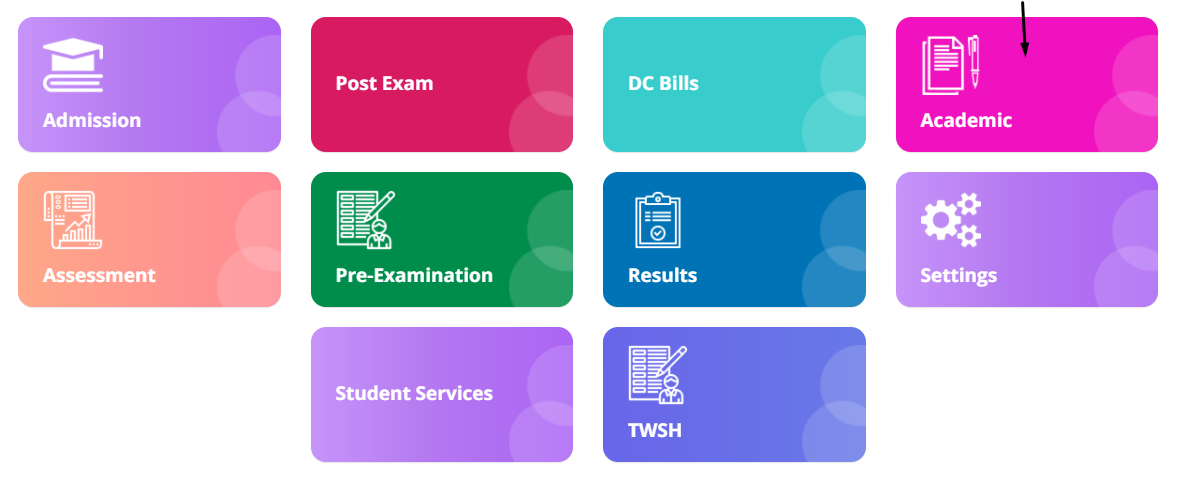 Admission
Post Exam
DC Bills
Academic
Assessment
Pre-Examination
Results
Settings
Student Services
TWSH